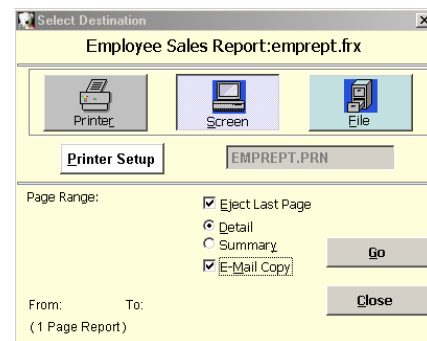 Select Destination
Employee Sales Report:emprept.frx
Printer Screen File
Printer Setup EMPREPT.PRN
Page Range:
Eject Last Page
Detail
Summary
Go
E-Mail Copy
From: To: Close
(1 Page Report)